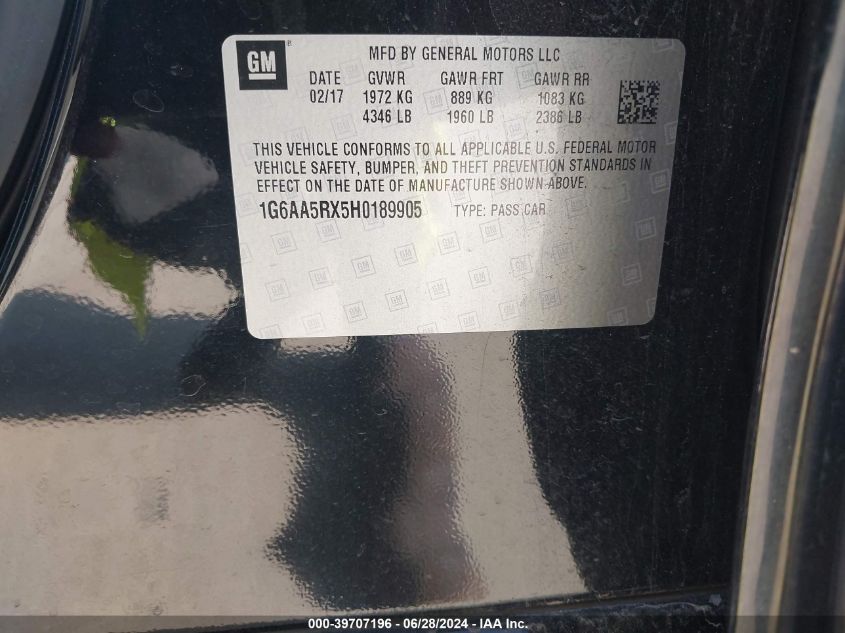 GM
MFD BY GENERAL MOTORS LLC
DATE GVWR GAWR FRT GAWR RR
02/17 1972 KG 889 KG 1083 KG
4346 LB 1960 LB 2386 LB
THIS VEHICLE CONFORMS TO ALL APPLICABLE U.S. FEDERAL MOTOR
VEHICLE SAFETY, BUMPER, AND THEFT PREVENTION STANDARDS IN
EFFECT ON THE DATE OF MANUFACTURE SHOWN ABOVE.
1G6AA5RX5H0189905 TYPE: PASS CAR
000-39707196 - 06/28/2024 - IAA Inc.